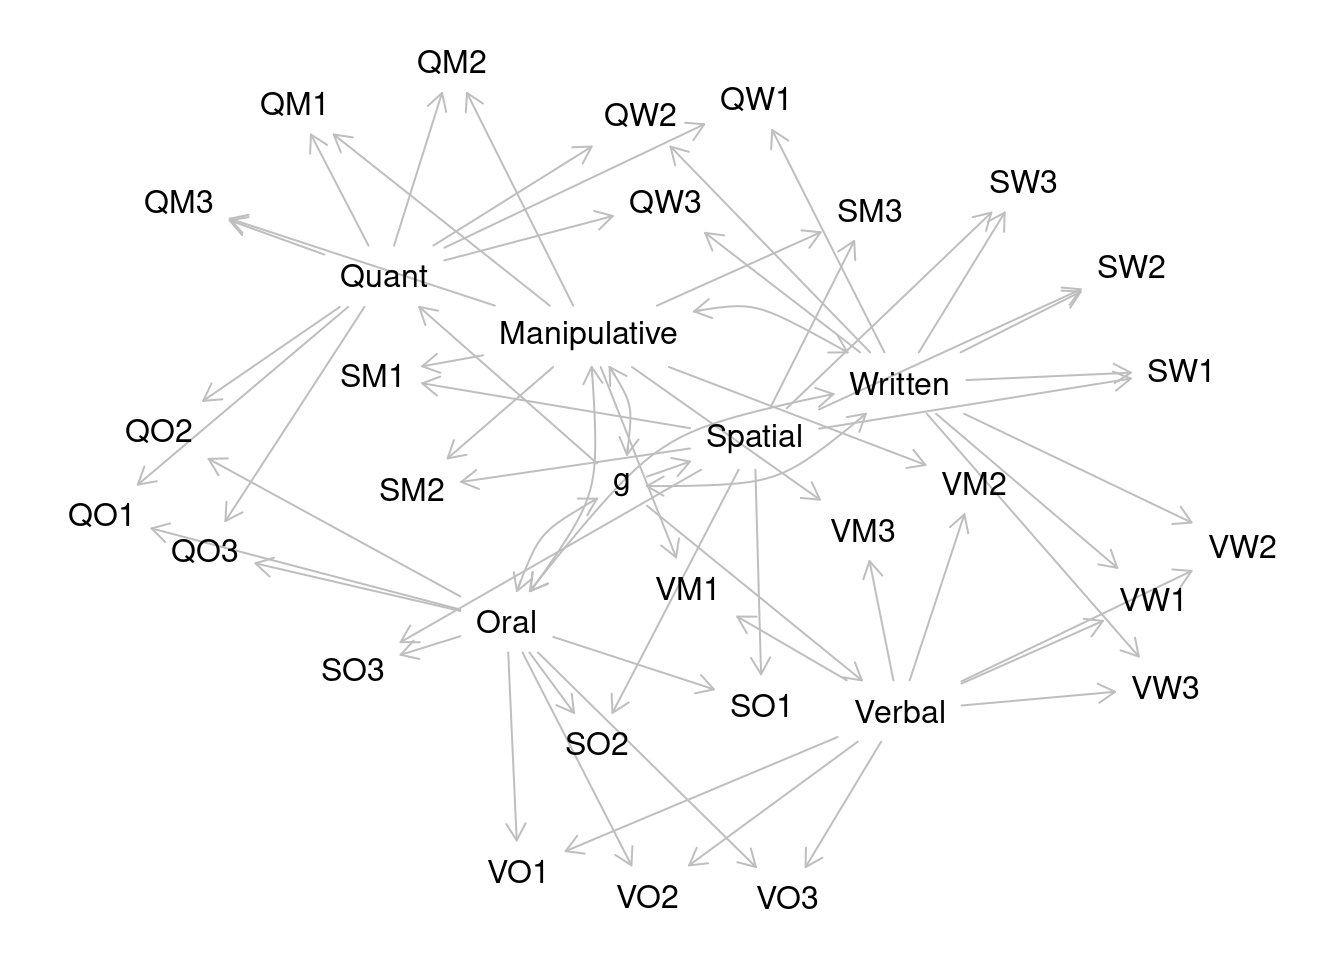 QM2
QM1
QW2
QW1
QM3
QW3
SM3
SW3
Quant
SW2
Manipulative
SM1
Written
SW1
QO2
Spatial
SM2
g
VM2
QO1
QO3
VM3
VW2
VM1
VW1
Oral
SO3
SO1
Verbal
VW3
SO2
VO1
VO2
VO3